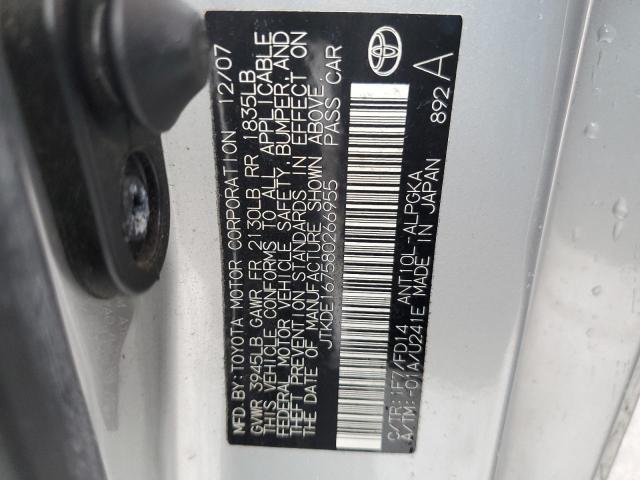 MFD.BY:TOYOTA MOTOR CORPORATION 12/07
GVWR 3945LB GAWR FR 2130LB RR 1835LB
THIS VEHICLE CONFORMS TO ALL APPLICABLE
FEDERAL MOTOR VEHICLE SAFETY, BUMPER, AND
THEFT PREVENTION STANDARDS IN EFFECT ON
THE DATE OF MANUFACTURE SHOWN ABOVE.
JTKDE167580266955 PASS CAR
C/TR:1F7/FD14 ANT10L-ALPGKA
A/TM:-01A/U241E MADE IN JAPAN
892 A